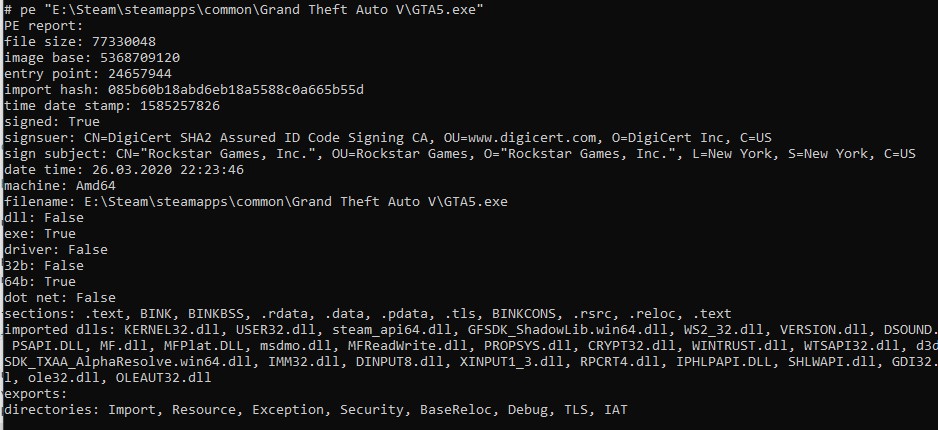 # pe "E:\Steam\steamapps\common\Grand Theft Auto V\GTA5.exe"
PE report:
file size: 77330048
image base: 5368709120
entry point: 24657944
import hash: 085b60b18abd6eb18a5588c0a665b55d
time date stamp: 1585257826
signed: True
signsuer: CN=DigiCert SHA2 Assured ID Code Signing CA, OU=www.digicert.com, O=DigiCert Inc, C=US
sign subject: CN="Rockstar Games, Inc.", OU=Rockstar Games, O="Rockstar Games, Inc.", L=New York, S=New York, C=US
date time: 26.03.2020 22:23:46
machine: Amd64
filename: E:\Steam\steamapps\common\Grand Theft Auto V\GTA5.exe
dll: False
exe: True
driver: False
32b: False
64b: True
dot net: False
sections: .text, BINK, BINKBSS, .rdata, .data, .pdata, .tls, BINKCONS, .rsrc, .reloc, .text
imported dlls: KERNEL32.dll, USER32.dll, steam_api64.dll, GFSDK_ShadowLib.win64.dll, WS2_32.dll, VERSION.dll, DSOUND.
PSAPI.DLL, MF.dll, MFPlat.DLL, msdmo.dll, MFReadWrite.dll, PROPSYS.dll, CRYPT32.dll, WINTRUST.dll, WTSAPI32.dll, d3d
SDK_TXAA_AlphaResolve.win64.dll, IMM32.dll, DINPUT8.dll, XINPUT1_3.dll, RPCRT4.dll, IPHLPAPI.DLL, SHLWAPI.dll, GDI32.
l, ole32.dll, OLEAUT32.dll
exports:
directories: Import, Resource, Exception, Security, BaseReloc, Debug, TLS, IAT